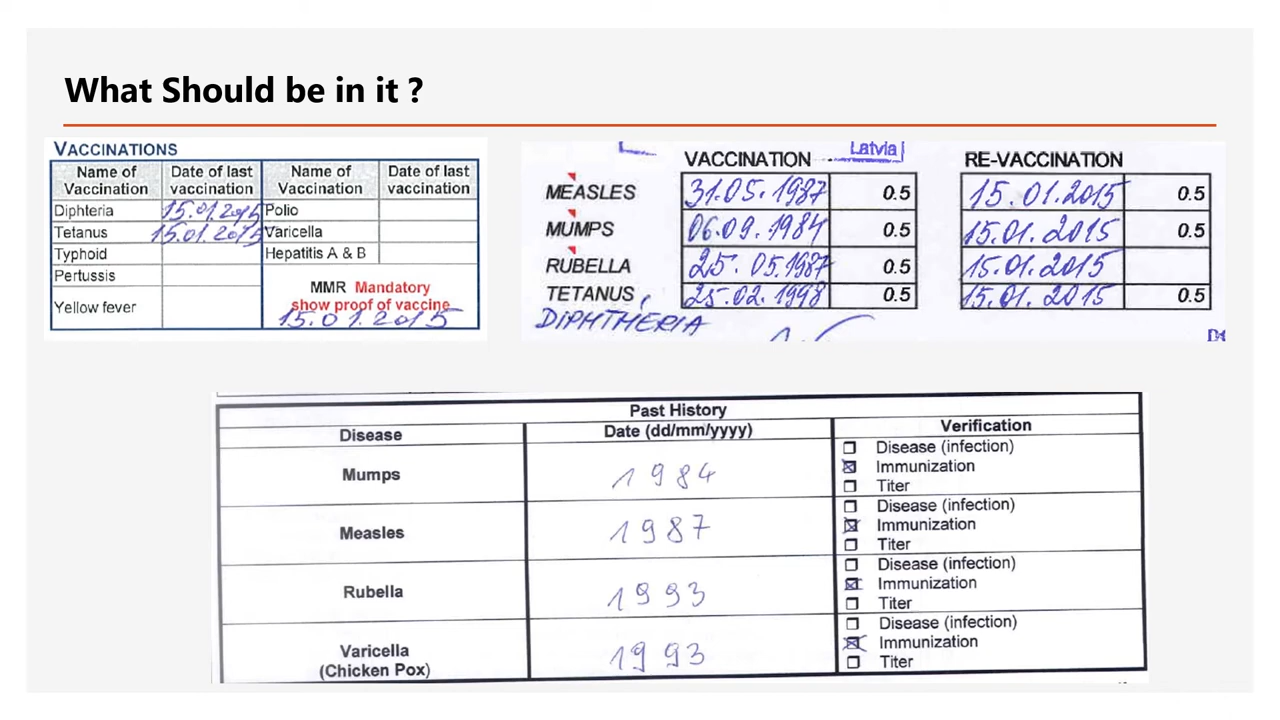 What Should be in it ?
VACCINATIONS
Name of Vaccination Date of last vaccination Name of Vaccination Date of last vaccination
Diphteria 15.01.2015 Polio
Tetanus 15.01.2015 Varicella
Typhoid Hepatitis A & B
Pertussis
Yellow fever
MMR Mandatory
show proof of vaccine
15.01.2015
VACCINATION Latvia RE-VACCINATION
MEASLES 31.05.1987 0.5 15.01.2015 0.5
MUMPS 06.09.1984 0.5 15.01.2015 0.5
RUBELLA 25.05.1987 0.5 15.01.2015
TETANUS, 25.02.1998 0.5 15.01.2015 0.5
DIPHTHERIA
Past History
Disease Date (dd/mm/yyyy) Verification
Mumps 1984
Disease (infection)
Immunization
Titer
Measles 1987
Disease (infection)
Immunization
Titer
Rubella 1993
Disease (infection)
Immunization
Titer
Varicella
(Chicken Pox) 1993
Disease (infection)
Immunization
Titer